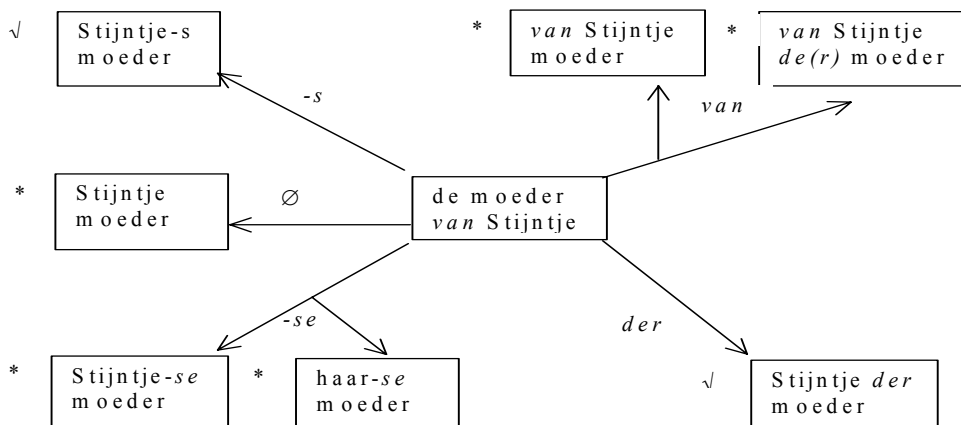 √
Stijntje-s
moeder
*
van Stijntje
moeder
*
van Stijntje
de(r) moeder
-s
van
*
Stijntje
moeder
∅
de moeder
van Stijntje
-se
der
*
Stijntje-se
moeder
*
haar-se
moeder
√
Stijntje der
moeder